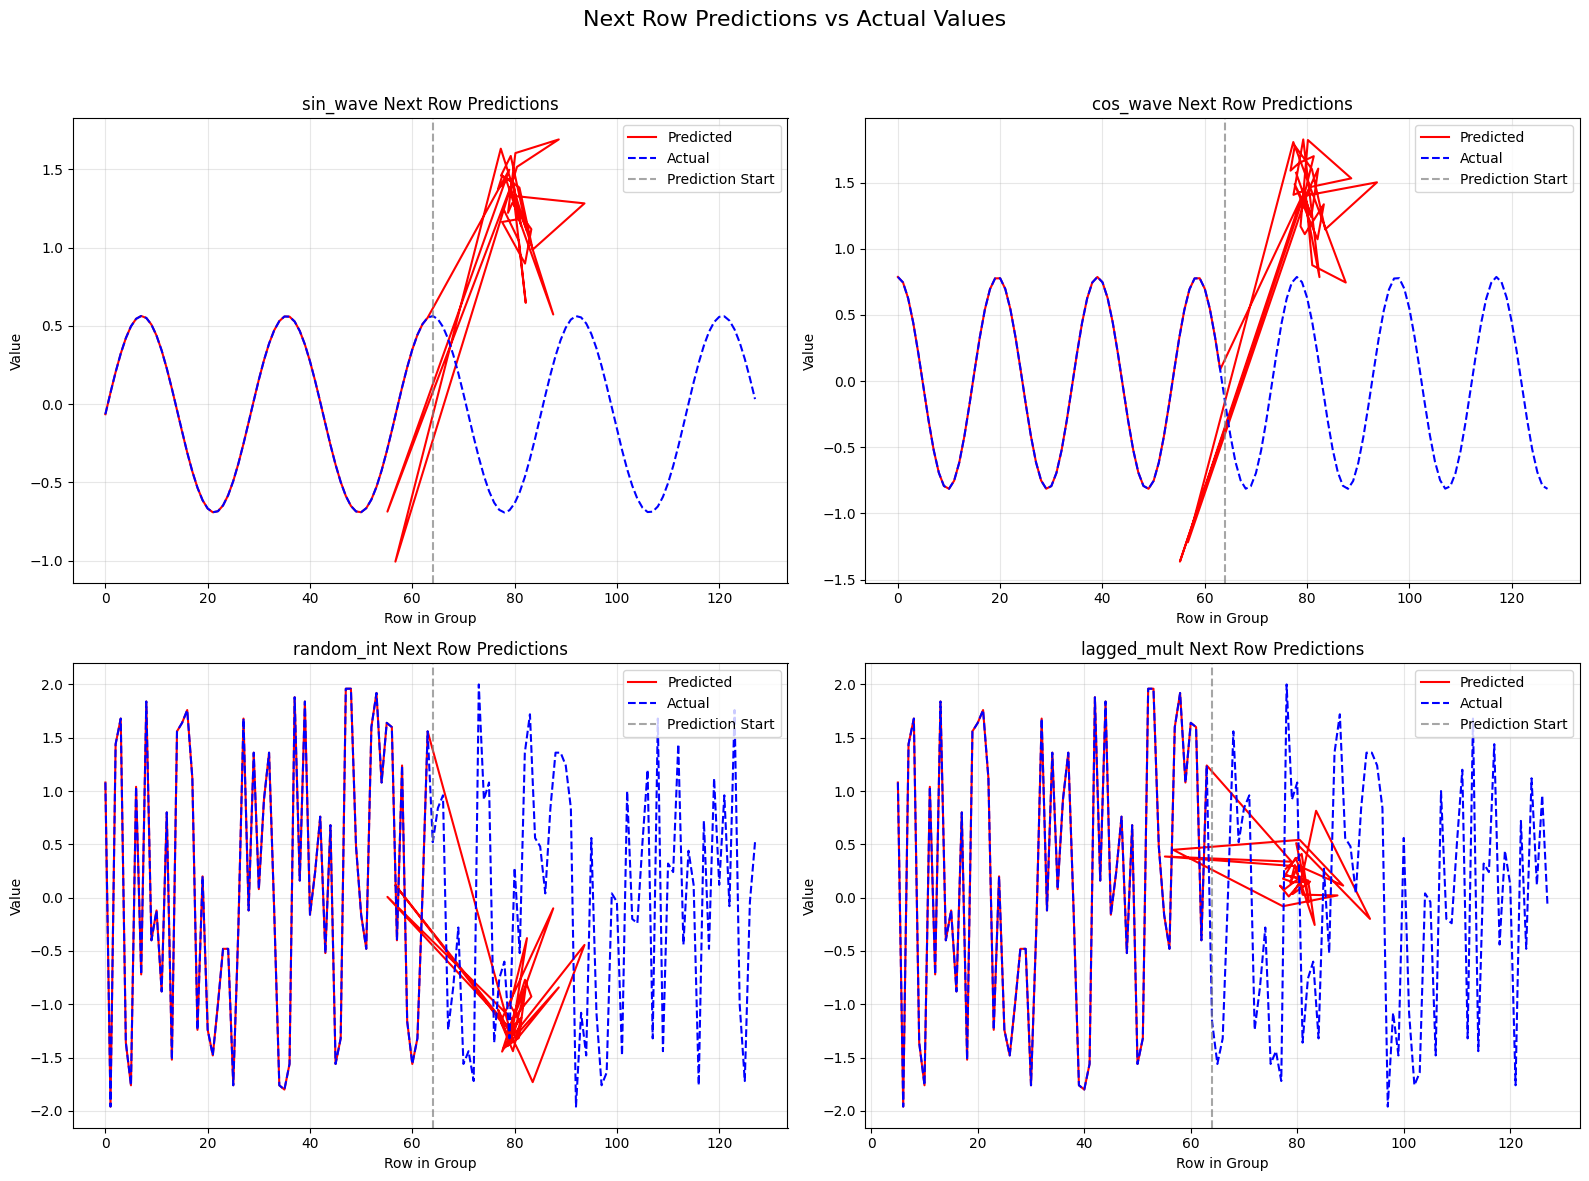 Next Row Predictions vs Actual Values
sin_wave Next Row Predictions
Value
1.5
1.0
0.5
0.0
−0.5
−1.0
0 20 40 60 80 100 120
Row in Group
Predicted
Actual
Prediction Start
cos_wave Next Row Predictions
Value
1.5
1.0
0.5
0.0
−0.5
−1.0
−1.5
0 20 40 60 80 100 120
Row in Group
Predicted
Actual
Prediction Start
random_int Next Row Predictions
Value
2.0
1.5
1.0
0.5
0.0
−0.5
−1.0
−1.5
−2.0
0 20 40 60 80 100 120
Row in Group
Predicted
Actual
Prediction Start
lagged_mult Next Row Predictions
Value
2.0
1.5
1.0
0.5
0.0
−0.5
−1.0
−1.5
−2.0
0 20 40 60 80 100 120
Row in Group
Predicted
Actual
Prediction Start